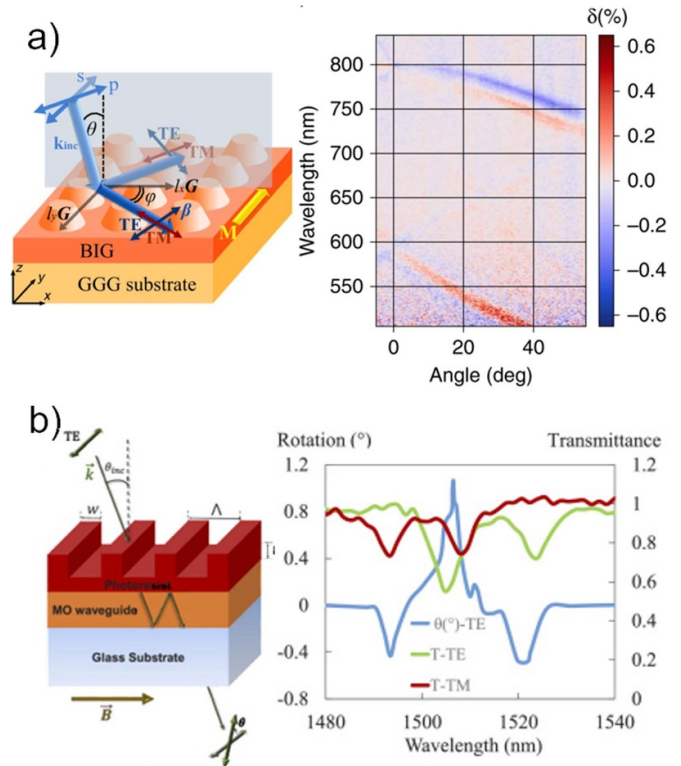 a)
s
p
θ
k inc
TE
TM
lxG
lyG
φ
TE
β
TM
M
BIG
GGG substrate
z
y
x
δ(%)
Wavelength (nm)
800
750
700
650
600
550
0
20
40
Angle (deg)
0.6
0.4
0.2
0.0
−0.2
−0.4
−0.6
b)
TE
k
θinc
w
Λ
MO waveguide
Glass Substrate
B
θ
Rotation (°)
Transmittance
1.2
0.8
0.4
0
-0.4
-0.8
1.2
1
0.8
0.6
0.4
0.2
0
θ(°)-TE
T-TE
T-TM
1480
1500
1520
1540
Wavelength (nm)